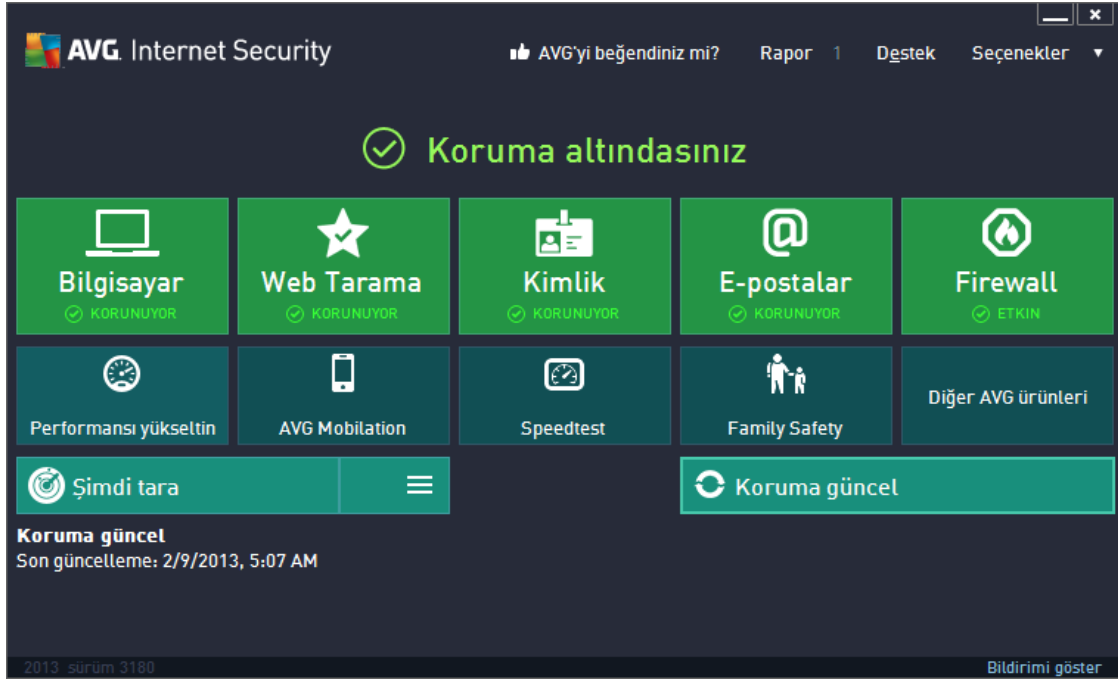 AVG. Internet Security
AVG'yi beğendiniz mi? Rapor 1 Destek Seçenekler
Koruma altındasınız
Bilgisayar Web Tarama Kimlik E-postalar Firewall
KORUNUYOR KORUNUYOR KORUNUYOR KORUNUYOR ETKIN
Performansı yükseltin AVG Mobilation Speedtest Family Safety Diğer AVG ürünleri
Şimdi tara Koruma güncel
Koruma güncel
Son güncelleme: 2/9/2013, 5:07 AM
2013 sürüm 3180 Bildirimi göster